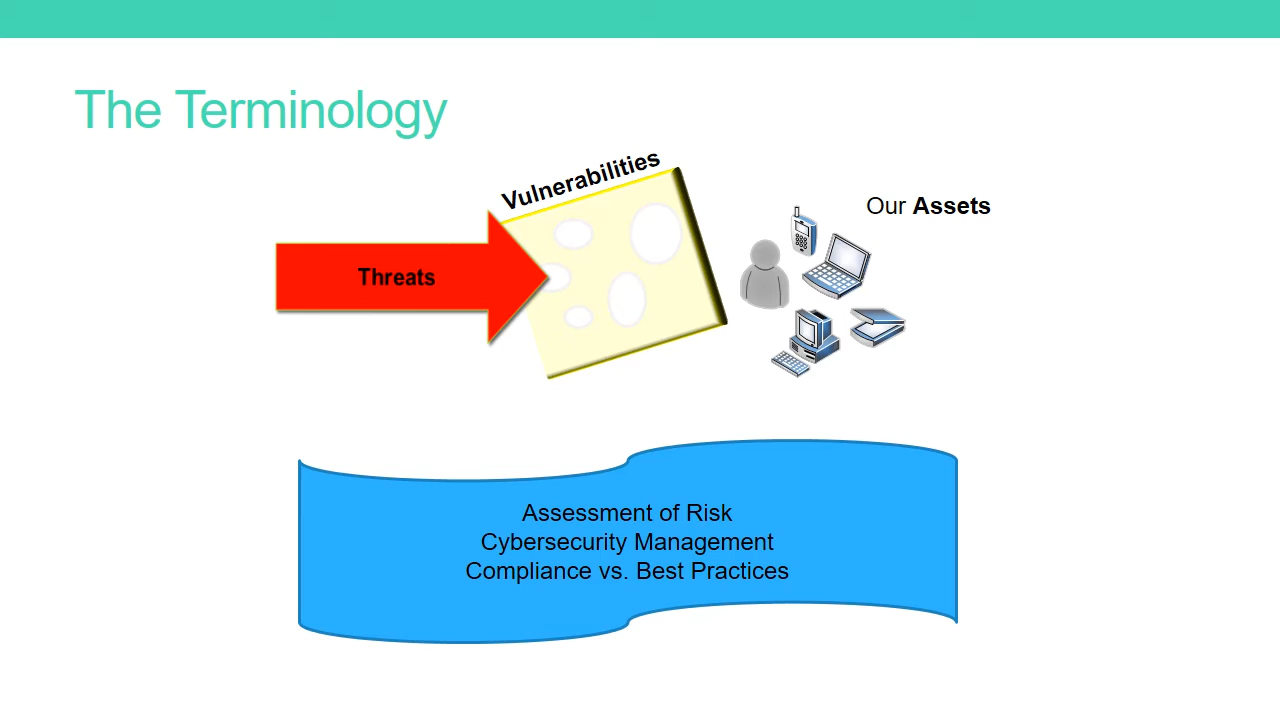 The Terminology
Vulnerabilities
Our Assets
Threats
Assessment of Risk
Cybersecurity Management
Compliance vs. Best Practices